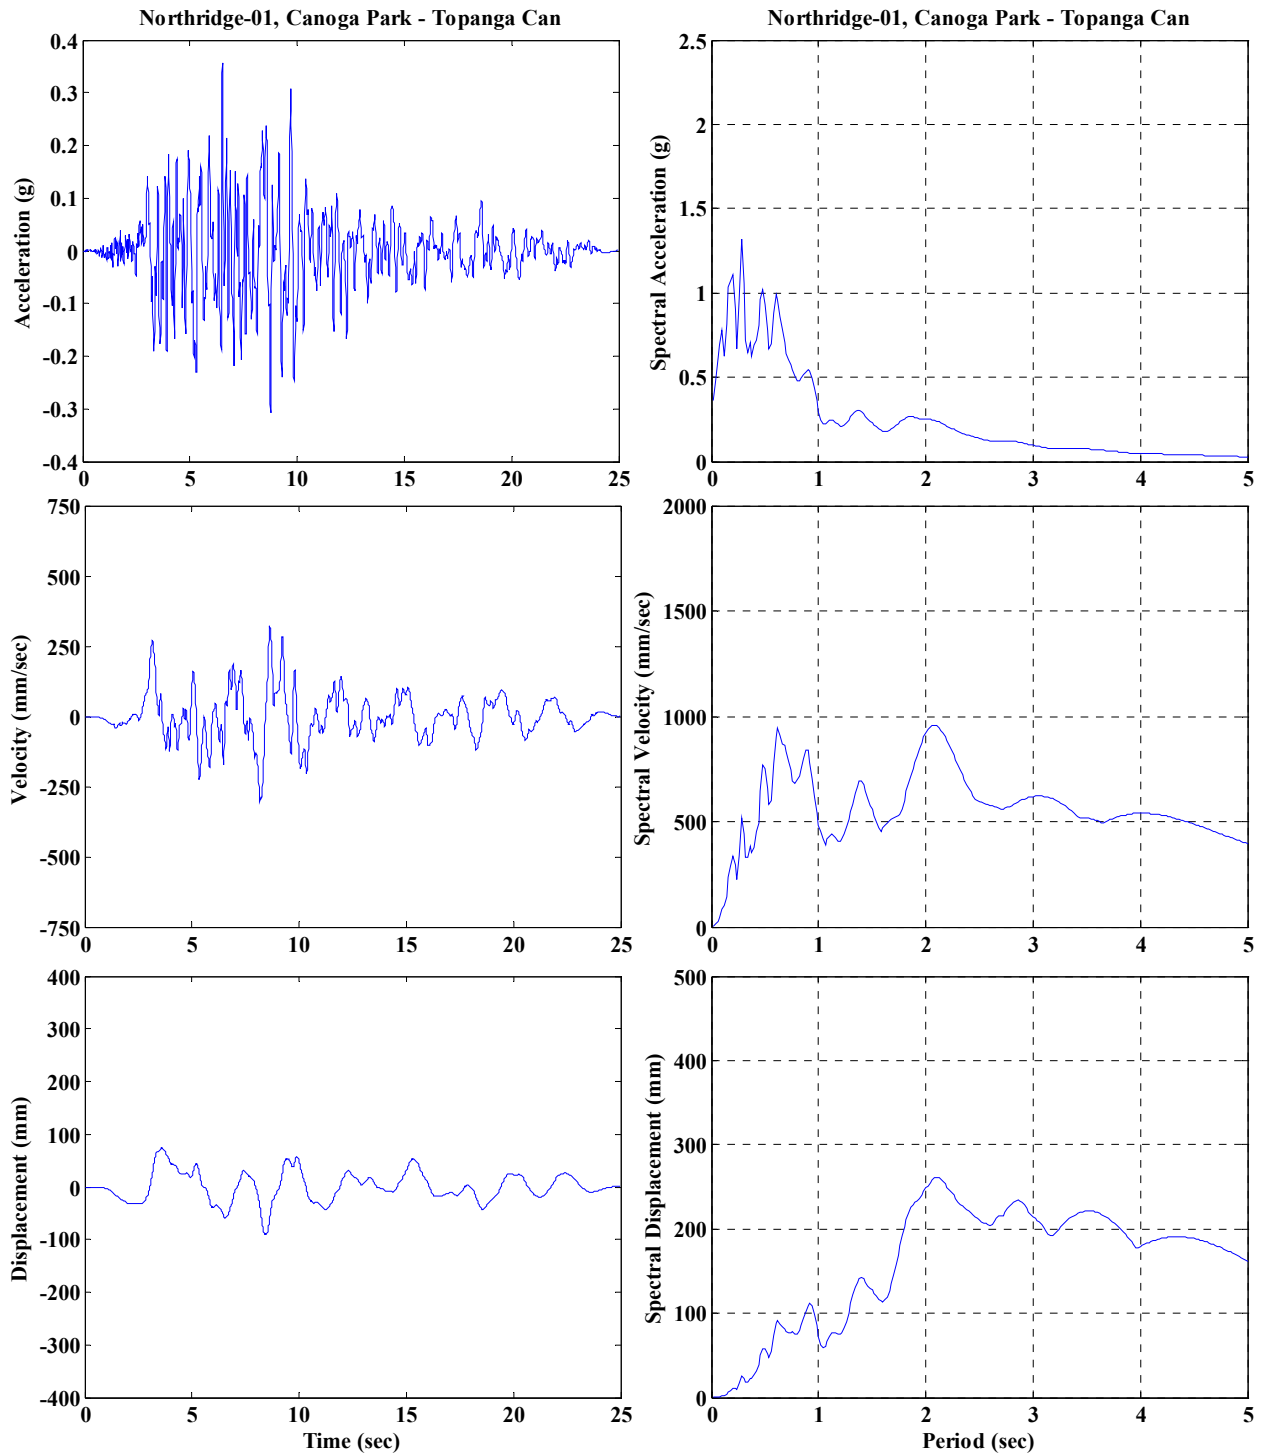 Northridge-01, Canoga Park - Topanga Can
Acceleration (g)
0.4
0.3
0.2
0.1
0
-0.1
-0.2
-0.3
-0.4
0 5 10 15 20 25
Northridge-01, Canoga Park - Topanga Can
Spectral Acceleration (g)
2.5
2
1.5
1
0.5
0
0 1 2 3 4 5
Velocity (mm/sec)
750
500
250
0
-250
-500
-750
0 5 10 15 20 25
Spectral Velocity (mm/sec)
2000
1500
1000
500
0
0 1 2 3 4 5
Displacement (mm)
400
300
200
100
0
-100
-200
-300
-400
0 5 10 15 20 25
Time (sec)
Spectral Displacement (mm)
500
400
300
200
100
0
0 1 2 3 4 5
Period (sec)